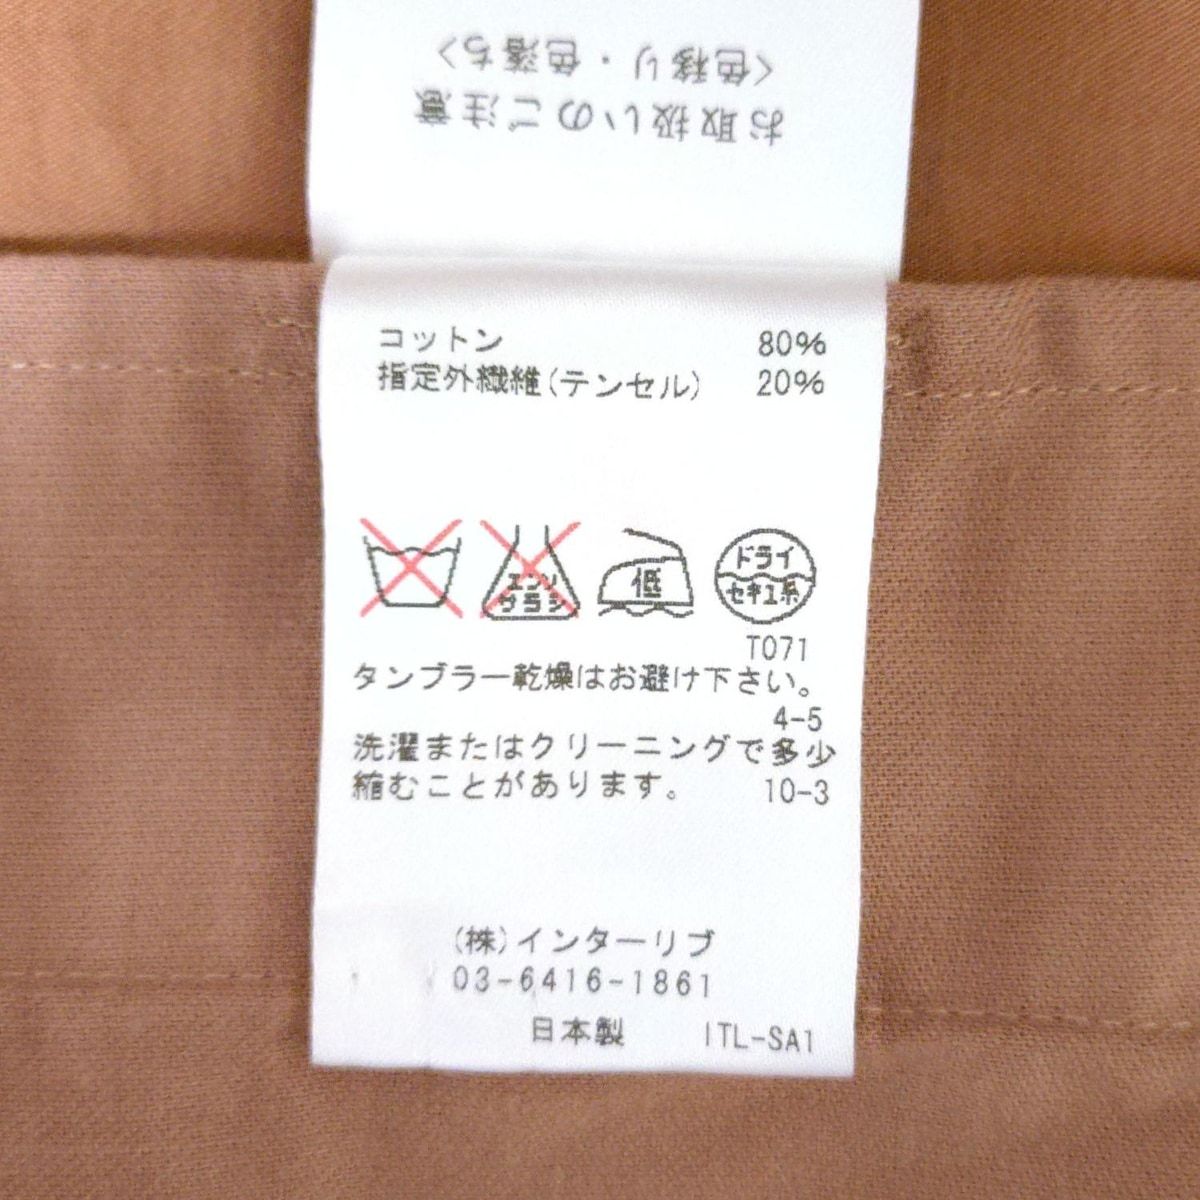 お取扱いのご注意
<色移り・色落ち>
コットン 80%
指定外繊維(テンセル) 20%
エンソ
サラシ
低
ドライ
セキユ系
T071
タンブラー乾燥はお避け下さい。
4-5
洗濯またはクリーニングで多少
縮むことがあります。 10-3
(株)インターリブ
03-6416-1861
日本製 ITL-SA1